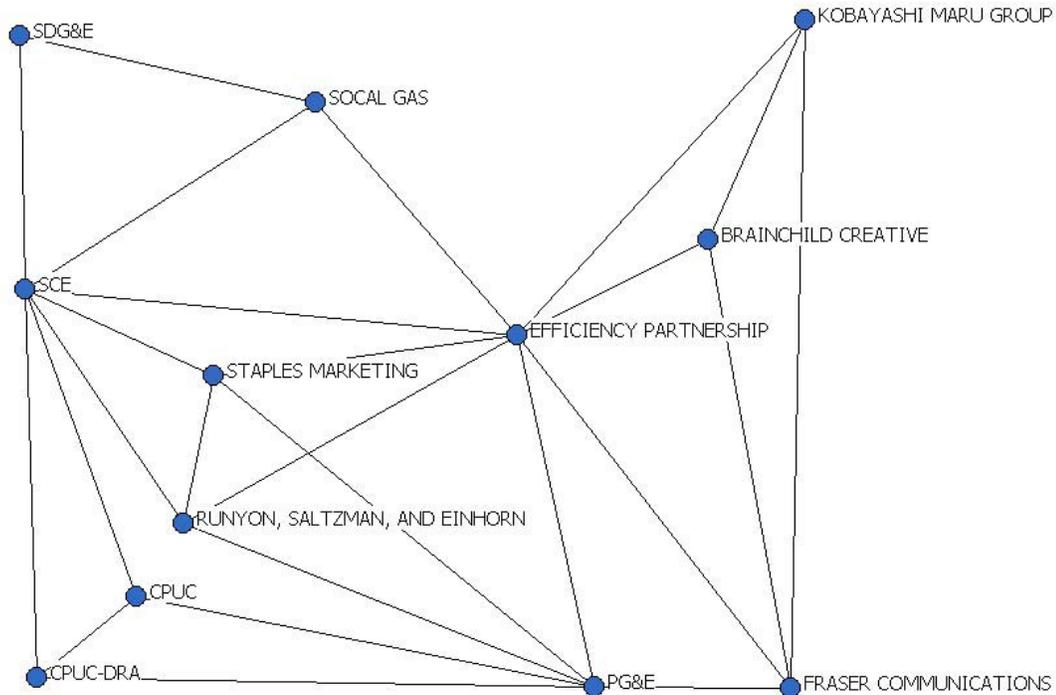 KOBAYASHI MARU GROUP
SDG&E
SOCAL GAS
BRAINCHILD CREATIVE
SCE
EFFICIENCY PARTNERSHIP
STAPLES MARKETING
RUNYON, SALTZMAN, AND EINHORN
CPUC
CPUC-DRA
PG&E
FRASER COMMUNICATIONS